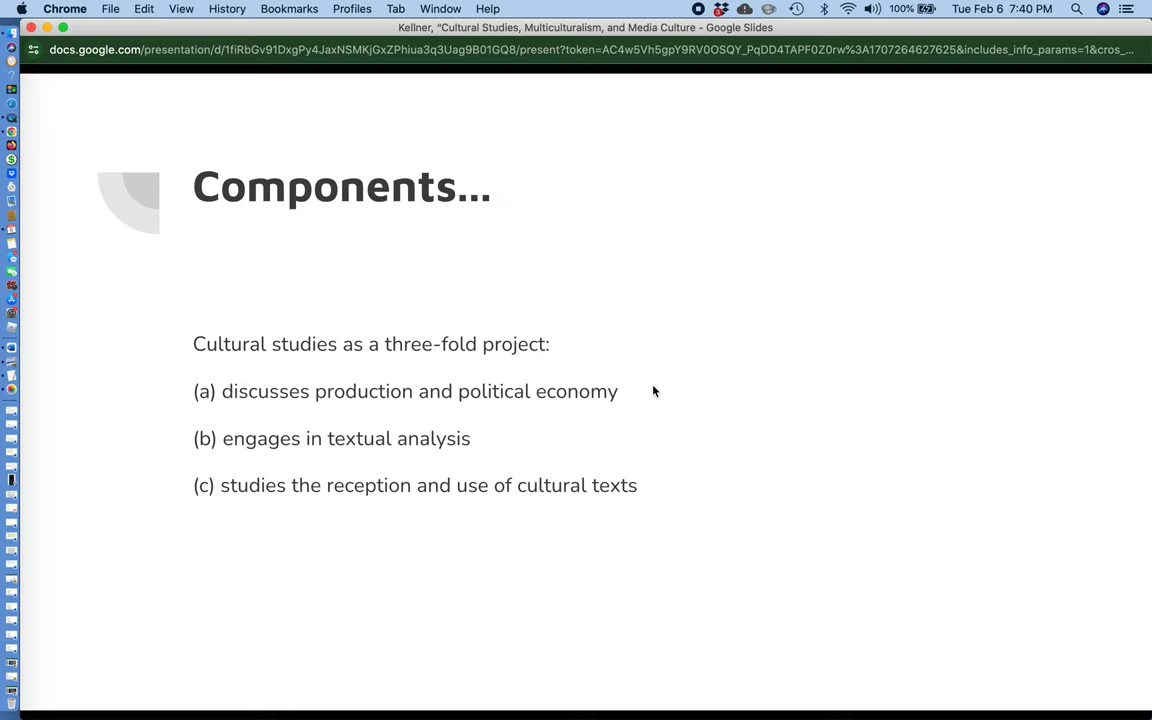 Chrome File Edit View History Bookmarks Profiles Tab Window Help 100% Tue Feb 6 7:40 PM
Kellner, “Cultural Studies, Multiculturalism, and Media Culture - Google Slides
docs.google.com/presentation/d/1fiRbGv91DxgPy4JaxNSMKjGxZPhiua3q3Uag9B01GQ8/present?token=AC4w5Vh5gpY9RV0OSQY_PqDD4TAPF0Z0rw%3A1707264627625&includes_info_params=1&cros_...
Components...
Cultural studies as a three-fold project:
(a) discusses production and political economy
(b) engages in textual analysis
(c) studies the reception and use of cultural texts